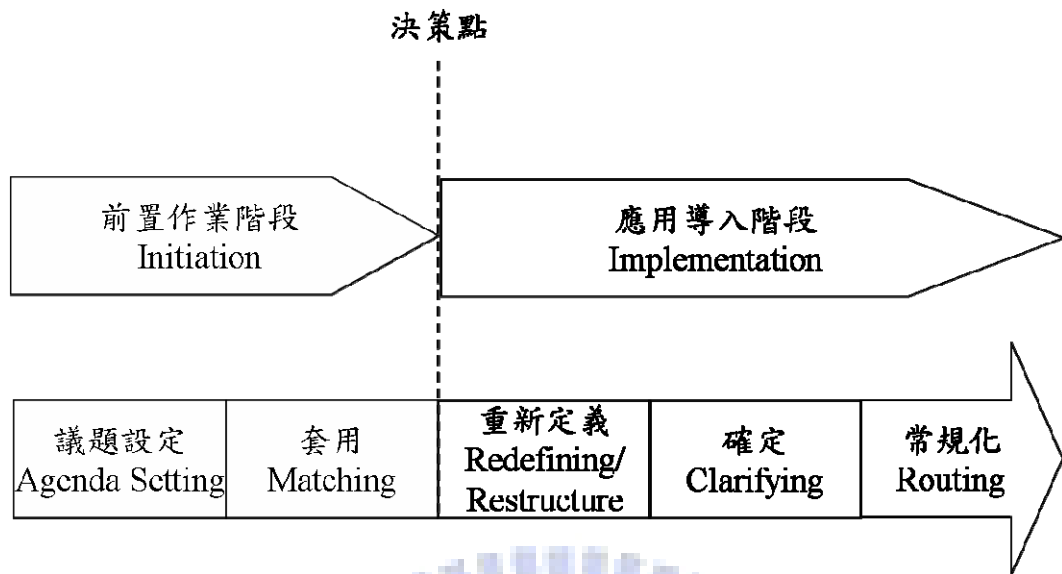 決策點
前置作業階段
Initiation
應用導入階段
Implementation
議題設定
Agenda Setting
套用
Matching
重新定義
Redefining/
Restructure
確定
Clarifying
常規化
Routing